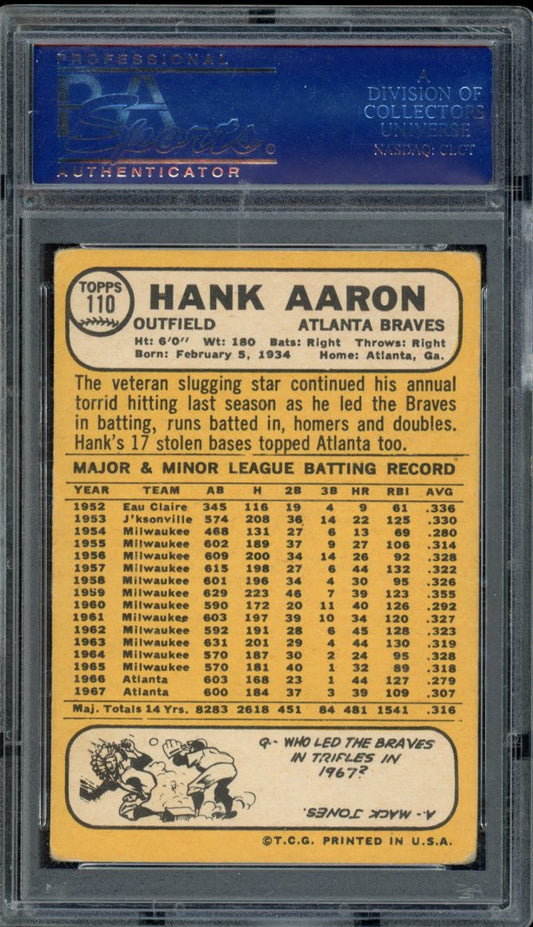 PROFESSIONAL
PSA
Sports
AUTHENTICATOR
A
DIVISION OF
COLLECTORS
UNIVERSE
NASDAQ: CLCT
TOPPS
110
HANK AARON
OUTFIELD ATLANTA BRAVES
Ht: 6'0" Wt: 180 Bats: Right Throws: Right
Born: February 5, 1934 Home: Atlanta, Ga.
The veteran slugging star continued his annual
torrid hitting last season as he led the Braves
in batting, runs batted in, homers and doubles.
Hank's 17 stolen bases topped Atlanta too.
MAJOR & MINOR LEAGUE BATTING RECORD
YEAR TEAM AB H 2B 3B HR RBI AVG
1952 Eau Claire 345 116 19 4 9 61 .336
1953 J'ksonville 574 208 36 14 22 125 .330
1954 Milwaukee 468 131 27 6 13 69 .280
1955 Milwaukee 602 189 37 9 27 106 .314
1956 Milwaukee 609 200 34 14 26 92 .328
1957 Milwaukee 615 198 27 6 44 132 .322
1958 Milwaukee 601 196 34 4 30 95 .326
1959 Milwaukee 629 223 46 7 39 123 .355
1960 Milwaukee 590 172 20 11 40 126 .292
1961 Milwaukee 603 197 39 10 34 120 .327
1962 Milwaukee 592 191 28 6 45 128 .323
1963 Milwaukee 631 201 29 4 44 130 .319
1964 Milwaukee 570 187 30 2 24 95 .328
1965 Milwaukee 570 181 40 1 32 89 .318
1966 Atlanta 603 168 23 1 44 127 .279
1967 Atlanta 600 184 37 3 39 109 .307
Maj. Totals 14 Yrs. 8283 2618 451 84 481 1541 .316
Q.- WHO LED THE BRAVES
IN TRIPLES IN
1967?
A.- MACK JONES.
©T.C.G. PRINTED IN U.S.A.